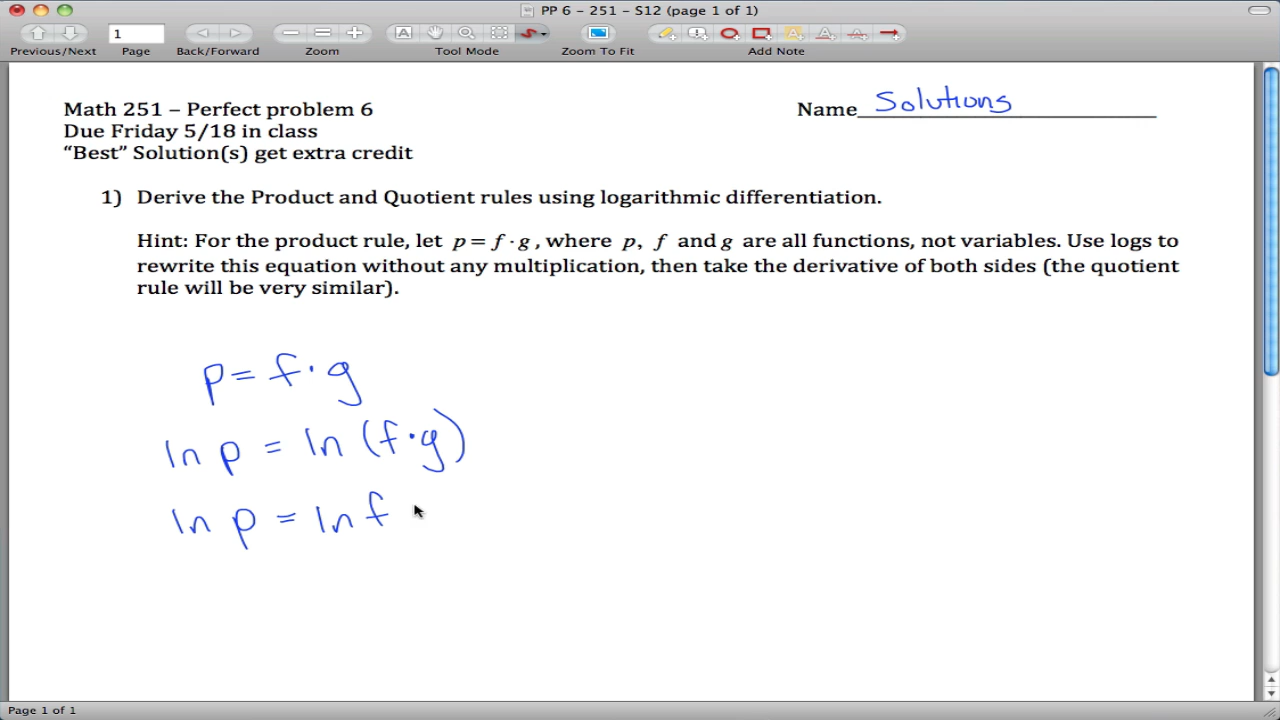 PP 6 – 251 – S12 (page 1 of 1)
1
Previous/Next Page Back/Forward Zoom Tool Mode Zoom To Fit Add Note
Math 251 – Perfect problem 6
Name Solutions
Due Friday 5/18 in class
“Best” Solution(s) get extra credit
1) Derive the Product and Quotient rules using logarithmic differentiation.
Hint: For the product rule, let p = f · g, where p, f and g are all functions, not variables. Use logs to
rewrite this equation without any multiplication, then take the derivative of both sides (the quotient
rule will be very similar).
p = f · g
ln p = ln (f · g)
ln p = ln f
Page 1 of 1